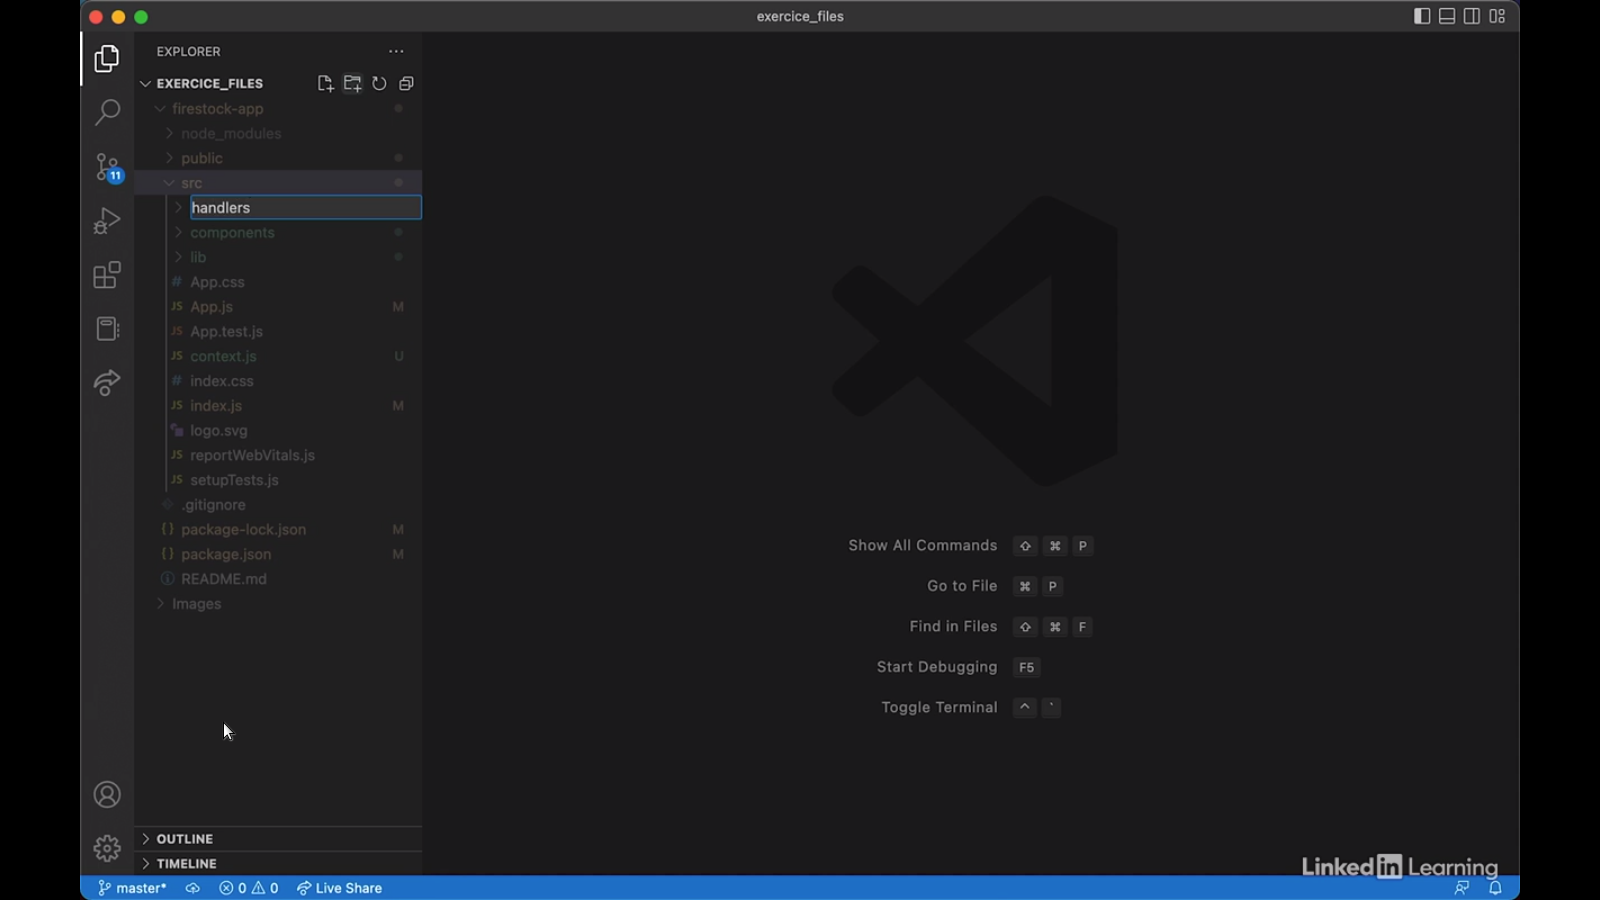 exercice_files
EXPLORER
EXERCICE_FILES
firestock-app
node_modules
public
src
handlers
components
lib
# App.css
JS App.js M
JS App.test.js
JS context.js U
# index.css
JS index.js M
logo.svg
JS reportWebVitals.js
JS setupTests.js
.gitignore
{} package-lock.json M
{} package.json M
README.md
Images
11
Show All Commands ⇧ ⌘ P
Go to File ⌘ P
Find in Files ⇧ ⌘ F
Start Debugging F5
Toggle Terminal ^ `
OUTLINE
TIMELINE
LinkedIn Learning
master* 0 0 Live Share